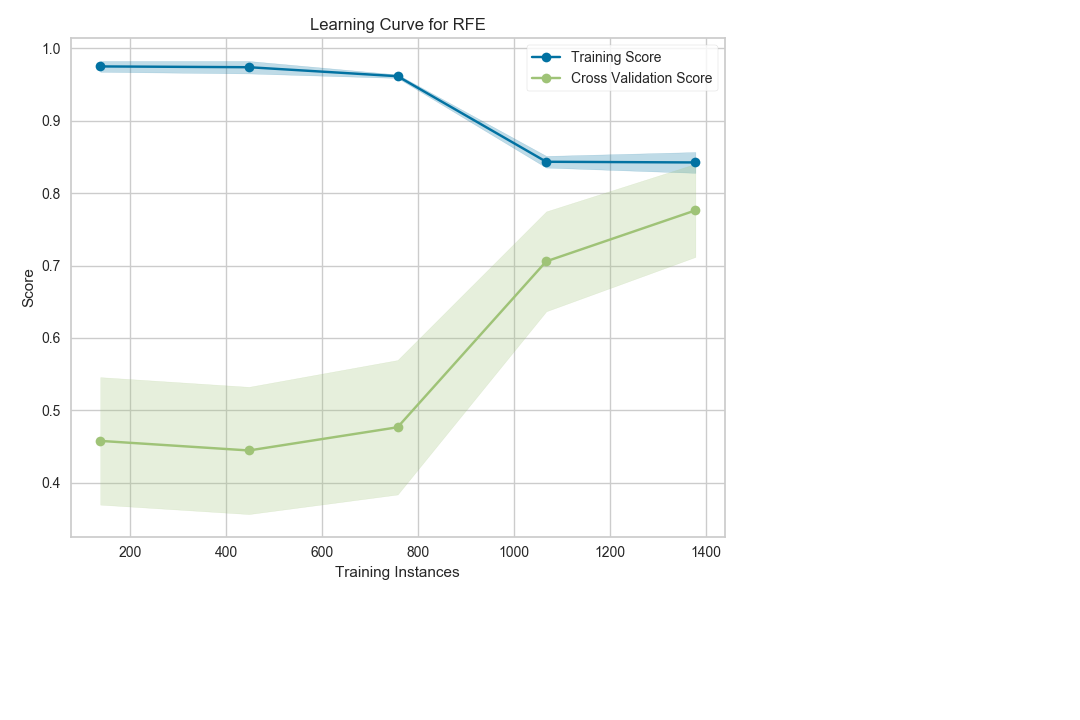 Learning Curve for RFE
Training Score
Cross Validation Score
1.0
0.9
0.8
0.7
0.6
0.5
0.4
Score
200 400 600 800 1000 1200 1400
Training Instances